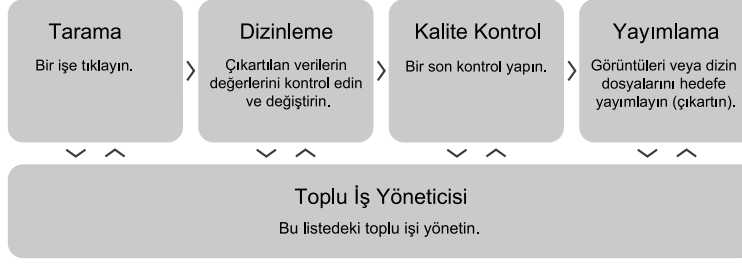 Tarama
Bir işe tıklayın.
Dizinleme
Çıkartılan verilerin
değerlerini kontrol edin
ve değiştirin.
Kalite Kontrol
Bir son kontrol yapın.
Yayımlama
Görüntüleri veya dizin
dosyalarını hedefe
yayımlayın (çıkartın).
Toplu İş Yöneticisi
Bu listedeki toplu işi yönetin.